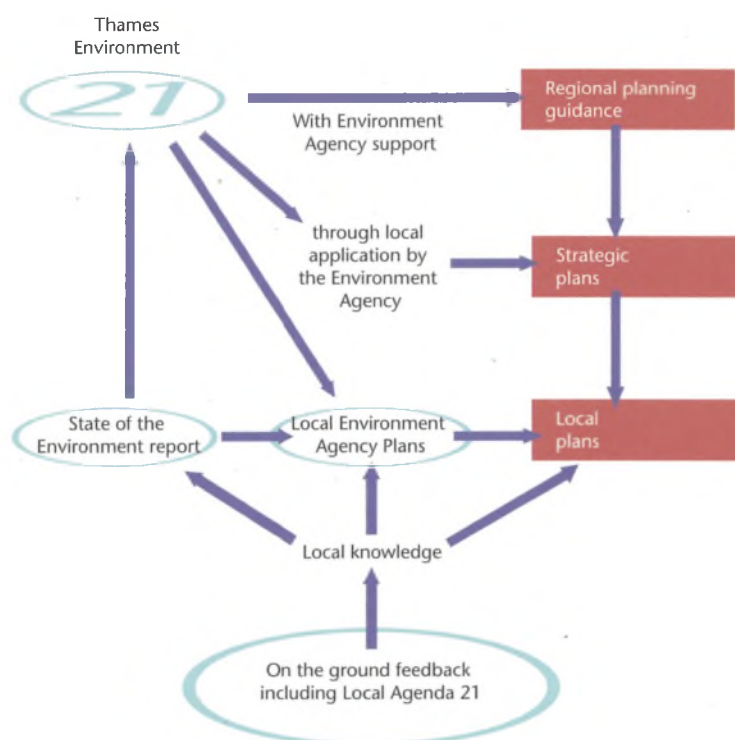 Thames
Environment
21
With Environment
Agency support
Regional planning
guidance
through local
application by
the Environment
Agency
Strategic
plans
State of the
Environment report
Local Environment
Agency Plans
Local
plans
Local knowledge
On the ground feedback
including Local Agenda 21